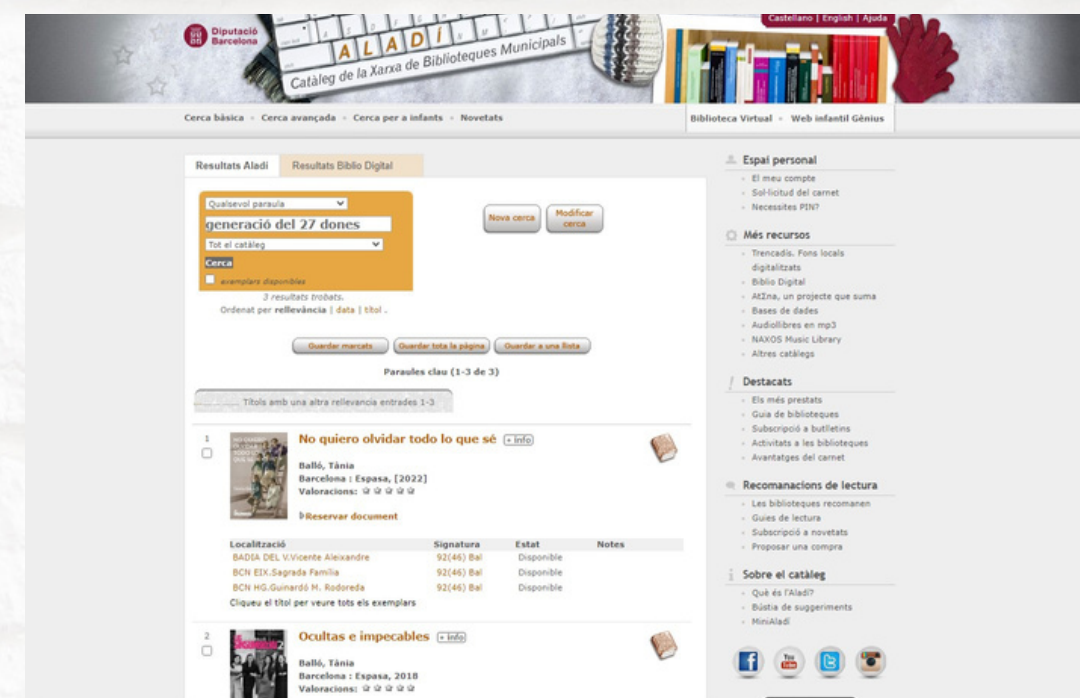 Diputació
Barcelona
ALADÍ
Catàleg de la Xarxa de Biblioteques Municipals
Castellano | English | Ajuda
Cerca bàsica Cerca avançada Cerca per a infants Novetats
Biblioteca Virtual Web infantil Gènius
Resultats Aladí Resultats Biblio Digital
Qualsevol paraula
generació del 27 dones
Tot el catàleg
Cerca
exemplars disponibles
Nova cerca
Modificar
cerca
3 resultats trobats.
Ordenat per rellevància | data | títol .
Guardar marcats Guardar tota la pàgina Guardar a una llista
Paraules clau (1-3 de 3)
Títols amb una altra rellevancia entrades 1-3
1
No quiero olvidar todo lo que sé + info
Balló, Tània
Barcelona : Espasa, [2022]
Valoracions:
Reservar document
Localització Signatura Estat Notes
BADIA DEL V.Vicente Aleixandre 92(46) Bal Disponible
BCN EIX.Sagrada Família 92(46) Bal Disponible
BCN HG.Guinardó M. Rodoreda 92(46) Bal Disponible
Cliqueu el títol per veure tots els exemplars
2
Ocultas e impecables + info
Balló, Tània
Barcelona : Espasa, 2018
Valoracions:
Espai personal
El meu compte
Sol·licitud del carnet
Necessites PIN?
Més recursos
Trencadís. Fons locals
digitalitzats
Biblio Digital
AtIna, un projecte que suma
Bases de dades
Audiollibres en mp3
NAXOS Music Library
Altres catàlegs
Destacats
Els més prestats
Guia de biblioteques
Subscripció a butlletins
Activitats a les biblioteques
Avantatges del carnet
Recomanacions de lectura
Les biblioteques recomanen
Guies de lectura
Subscripció a novetats
Proposar una compra
Sobre el catàleg
Què és l'Aladí?
Bústia de suggeriments
MiniAladí
You
Tube